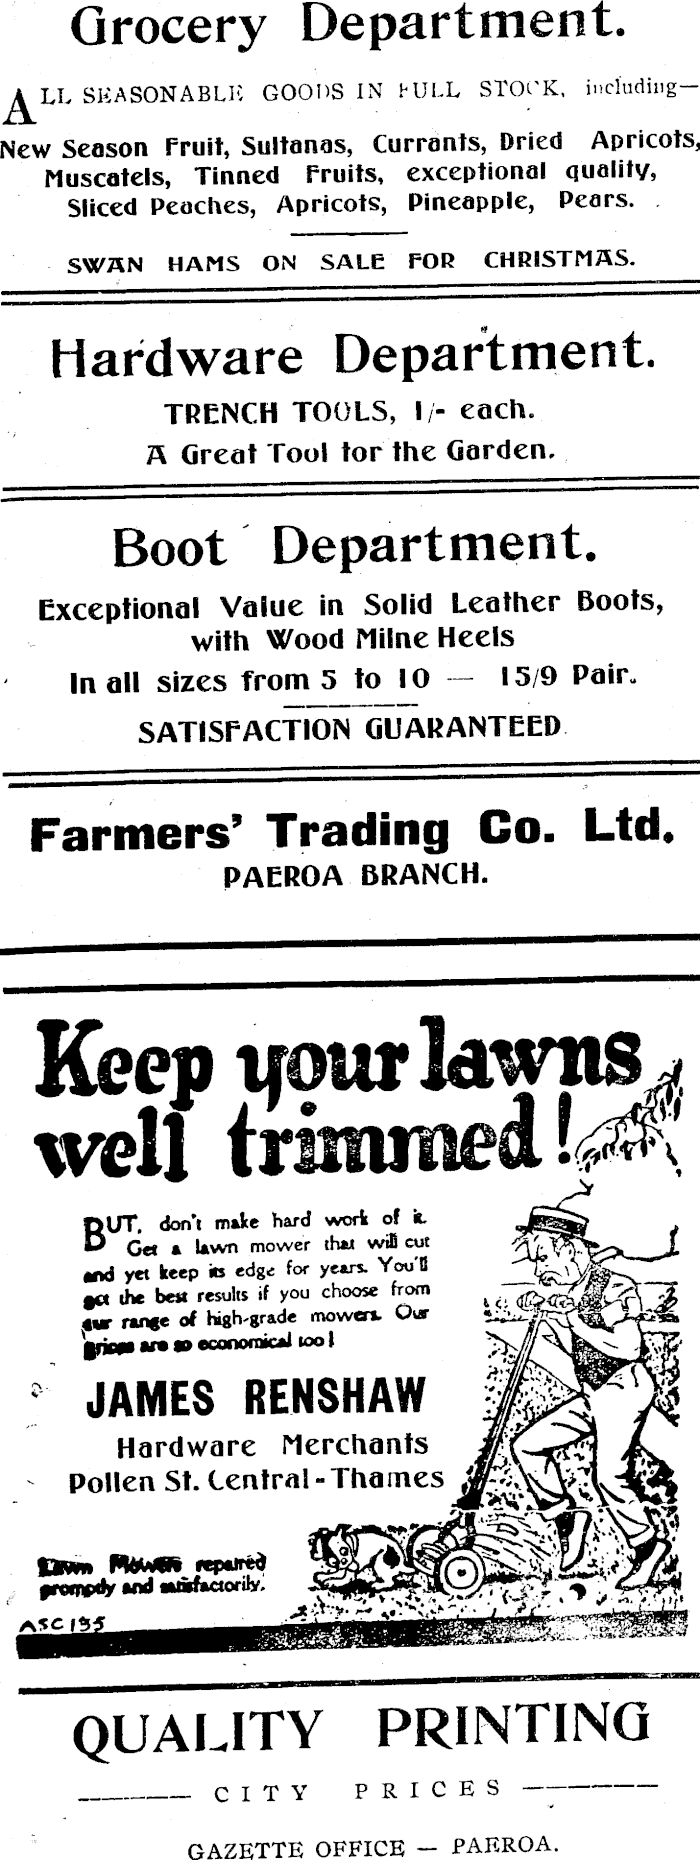 Grocery Department.
ALL SEASONABLE GOODS IN FULL STOCK, including—
New Season Fruit, Sultanas, Currants, Dried Apricots,
Muscatels, Tinned Fruits, exceptional quality,
Sliced Peaches, Apricots, Pineapple, Pears.
SWAN HAMS ON SALE FOR CHRISTMAS.
Hardware Department.
TRENCH TOOLS, 1/- each.
A Great Tool for the Garden.
Boot Department.
Exceptional Value in Solid Leather Boots,
with Wood Milne Heels
In all sizes from 5 to 10 — 15/9 Pair.
SATISFACTION GUARANTEED
Farmers' Trading Co. Ltd.
PAEROA BRANCH.
Keep your lawns
well trimmed!
BUT, don't make hard work of it.
Get a lawn mower that will cut
and yet keep its edge for years. You'll
get the best results if you choose from
our range of high-grade mowers. Our
prices are so economical too!
JAMES RENSHAW
Hardware Merchants
Pollen St. Central - Thames
Lawn Mowers repaired
promptly and satisfactorily.
ASC195
QUALITY PRINTING
CITY PRICES
GAZETTE OFFICE — PAEROA.